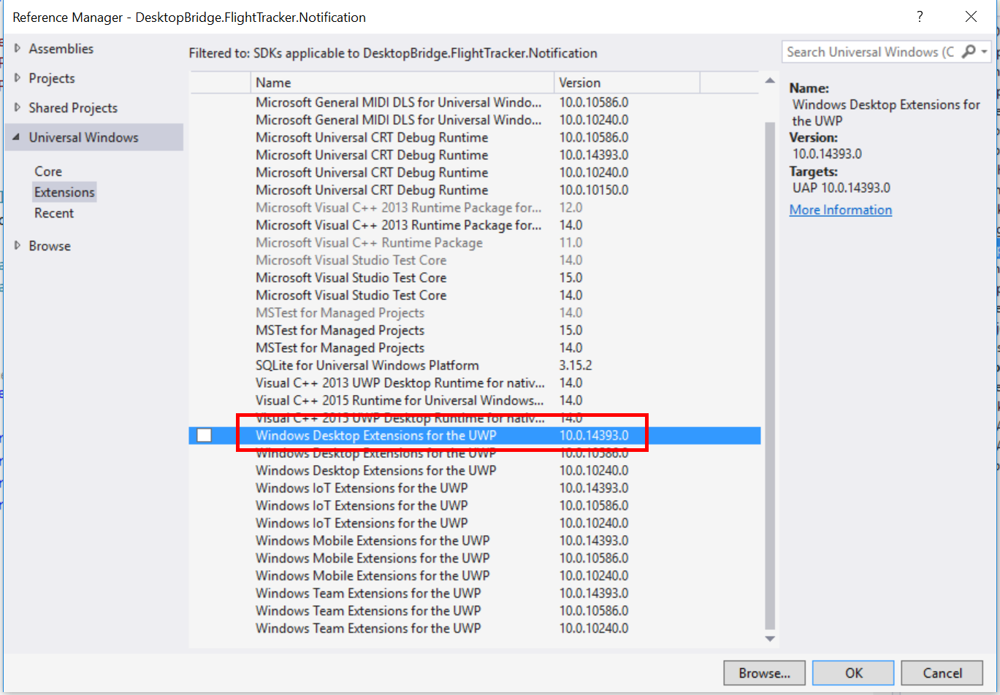 Reference Manager - DesktopBridge.FlightTracker.Notification
?
Assemblies
Projects
Shared Projects
Universal Windows
Core
Extensions
Recent
Browse
Filtered to: SDKs applicable to DesktopBridge.FlightTracker.Notification
Name Version
Microsoft General MIDI DLS for Universal Windo... 10.0.10586.0
Microsoft General MIDI DLS for Universal Windo... 10.0.10240.0
Microsoft Universal CRT Debug Runtime 10.0.10586.0
Microsoft Universal CRT Debug Runtime 10.0.14393.0
Microsoft Universal CRT Debug Runtime 10.0.10240.0
Microsoft Universal CRT Debug Runtime 10.0.10150.0
Microsoft Visual C++ 2013 Runtime Package for... 12.0
Microsoft Visual C++ 2013 Runtime Package for... 14.0
Microsoft Visual C++ Runtime Package 11.0
Microsoft Visual Studio Test Core 14.0
Microsoft Visual Studio Test Core 15.0
Microsoft Visual Studio Test Core 14.0
MSTest for Managed Projects 14.0
MSTest for Managed Projects 15.0
MSTest for Managed Projects 14.0
SQLite for Universal Windows Platform 3.15.2
Visual C++ 2013 UWP Desktop Runtime for nativ... 14.0
Visual C++ 2015 Runtime for Universal Windows... 14.0
Visual C++ 2015 UWP Desktop Runtime for nativ... 14.0
Windows Desktop Extensions for the UWP 10.0.14393.0
Windows Desktop Extensions for the UWP 10.0.10586.0
Windows Desktop Extensions for the UWP 10.0.10240.0
Windows IoT Extensions for the UWP 10.0.14393.0
Windows IoT Extensions for the UWP 10.0.10586.0
Windows IoT Extensions for the UWP 10.0.10240.0
Windows Mobile Extensions for the UWP 10.0.14393.0
Windows Mobile Extensions for the UWP 10.0.10586.0
Windows Mobile Extensions for the UWP 10.0.10240.0
Windows Team Extensions for the UWP 10.0.14393.0
Windows Team Extensions for the UWP 10.0.10586.0
Windows Team Extensions for the UWP 10.0.10240.0
Search Universal Windows (C
Name:
Windows Desktop Extensions for
the UWP
Version:
10.0.14393.0
Targets:
UAP 10.0.14393.0
More Information
Browse... OK Cancel